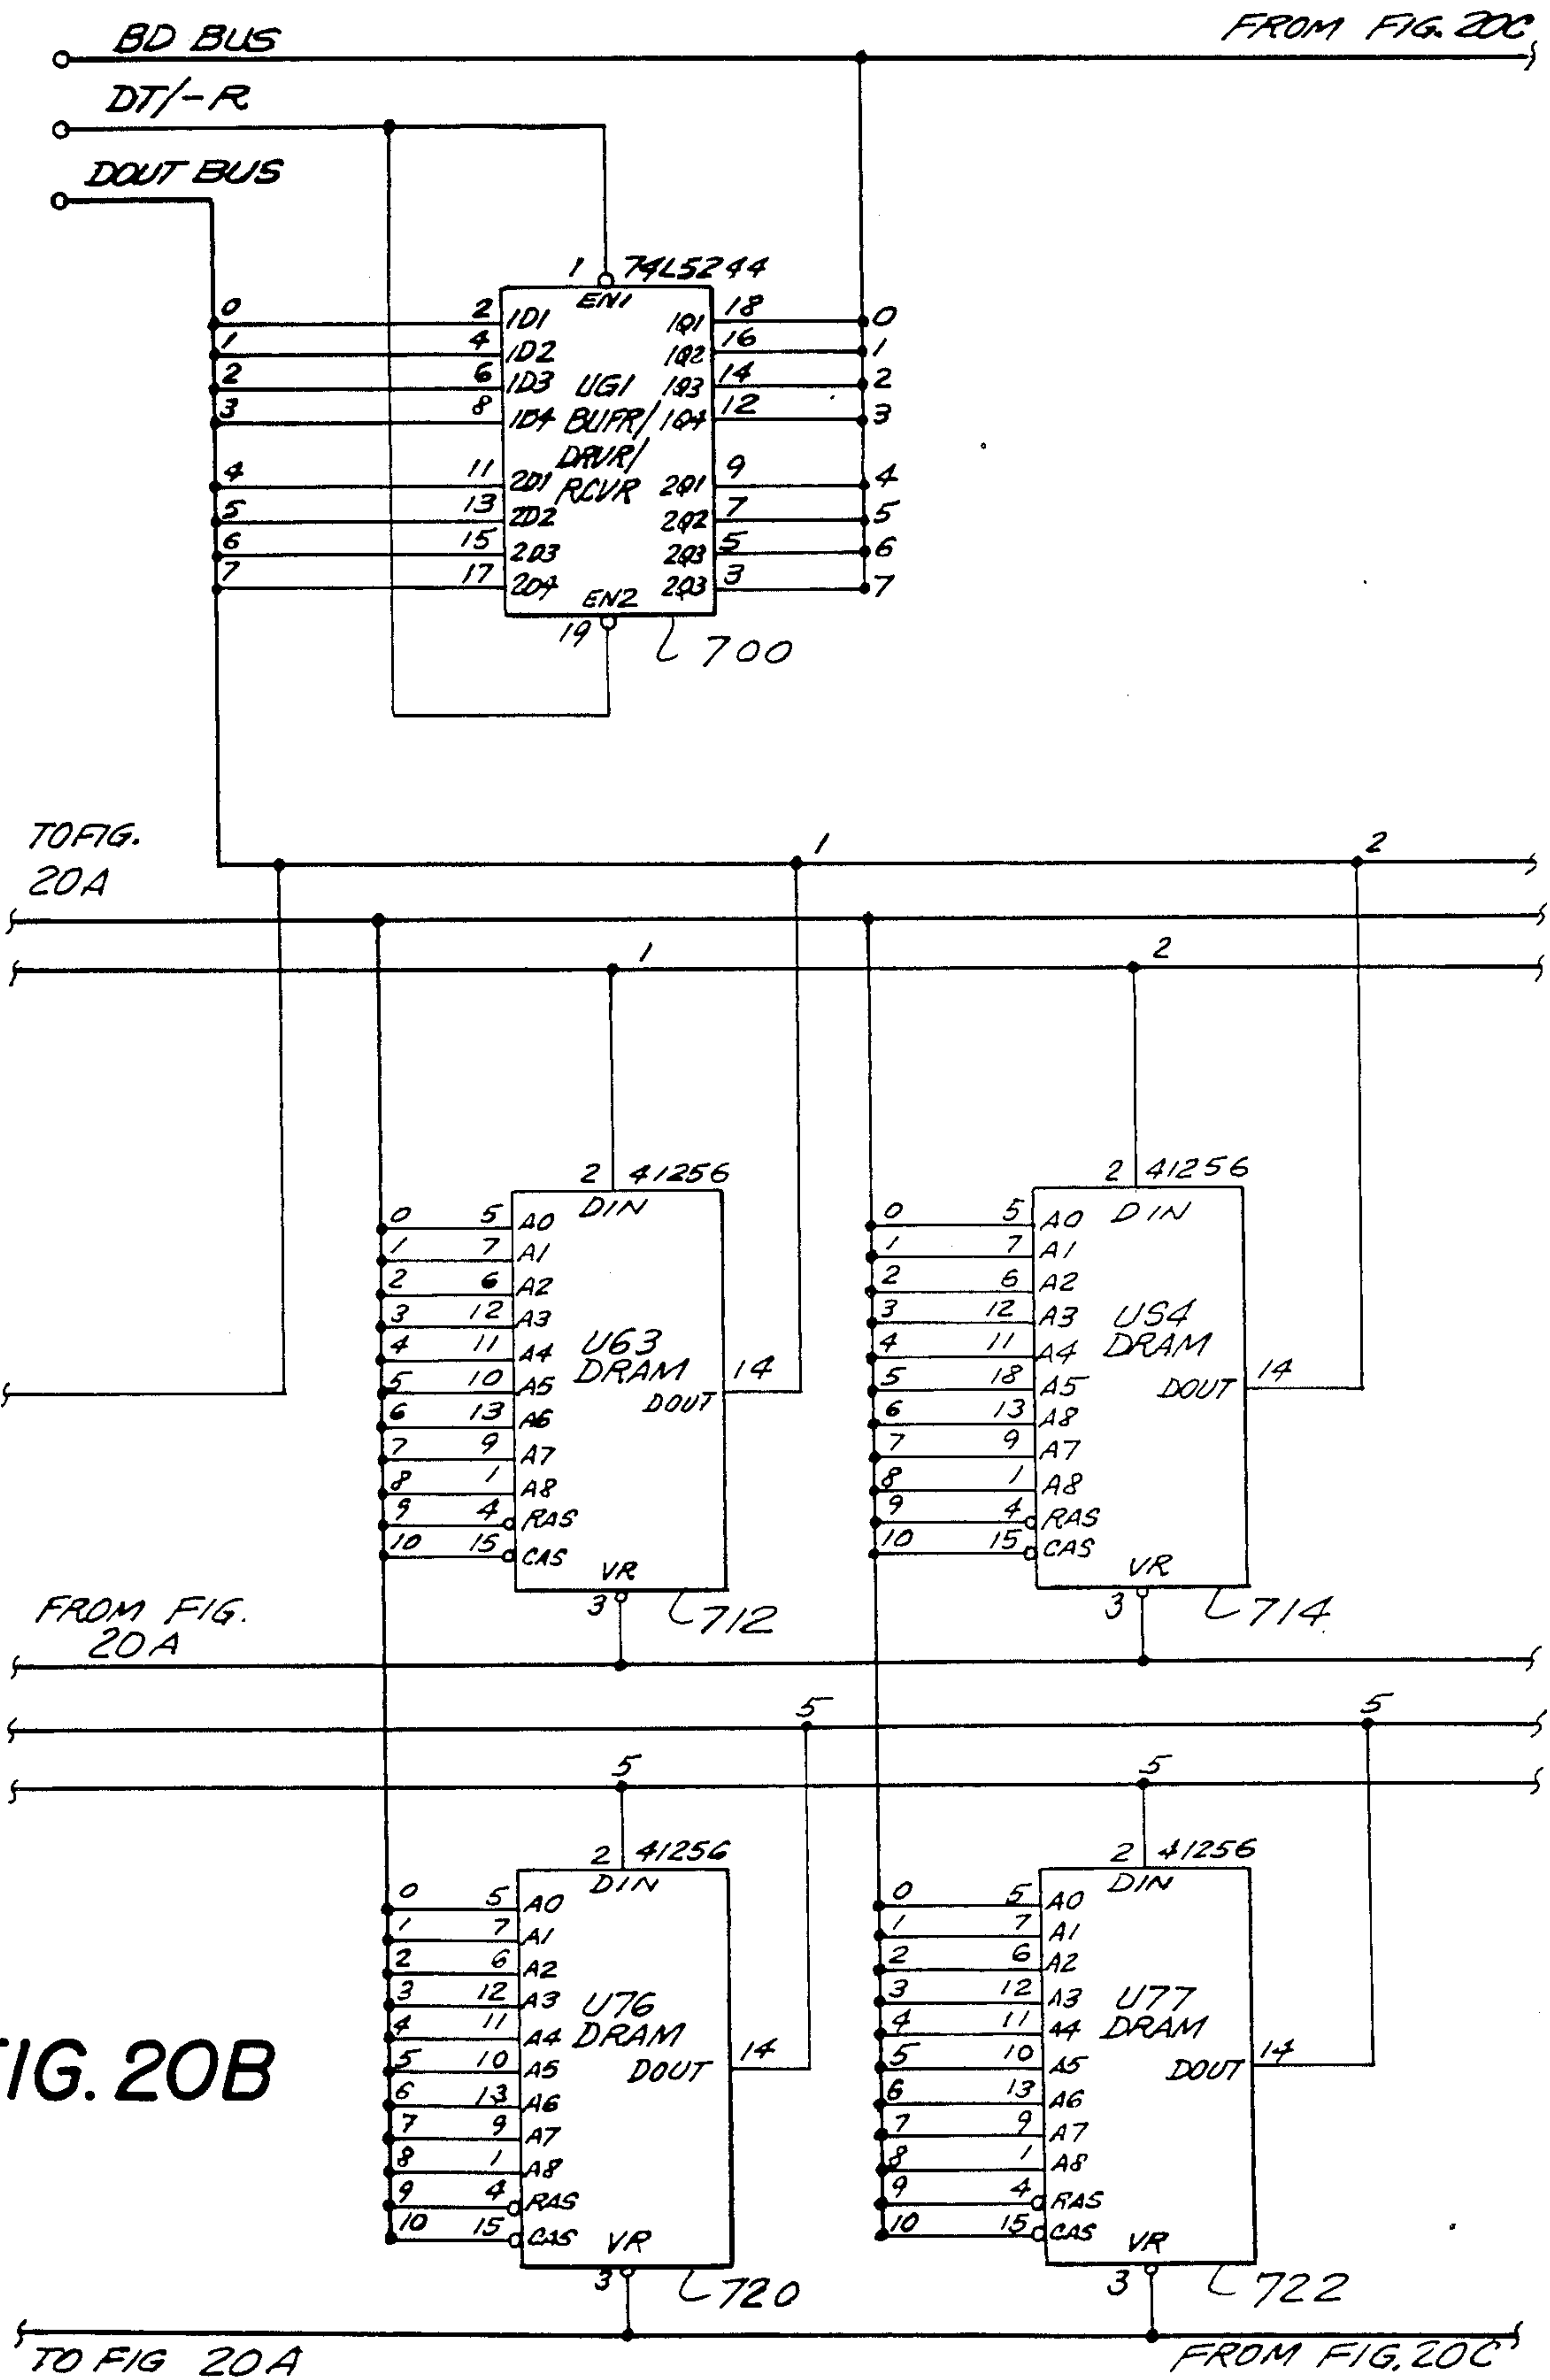 BD BUS
FROM FIG. 20C
DT/-R
DOUT BUS
1 74LS244
EN1
0 2 1D1 1Q1 18 0
1 4 1D2 1Q2 16 1
2 6 1D3 UG1 1Q3 14 2
3 8 1D4 BUFR/ 1Q4 12 3
DRVR/
4 11 2D1 RCVR 2Q1 9 4
5 13 2D2 2Q2 7 5
6 15 2D3 2Q3 5 6
7 17 2D4 2Q3 3 7
EN2
19 700
TO FIG.
20A
1 2
1 2
2 41256
DIN
0 5 A0
1 7 A1
2 6 A2
3 12 A3
U63
4 11 A4
DRAM
5 10 A5
DOUT 14
6 13 A6
7 9 A7
8 1 A8
9 4 RAS
10 15 CAS
VR
3 712
2 41256
DIN
0 5 A0
1 7 A1
2 6 A2
3 12 A3
US4
4 11 A4
DRAM
5 18 A5
DOUT 14
6 13 A8
7 9 A7
8 1 A8
9 4 RAS
10 15 CAS
VR
3 714
FROM FIG.
20A
5 5
5 5
2 41256
DIN
0 5 A0
1 7 A1
2 6 A2
3 12 A3
U76
4 11 A4
DRAM
5 10 A5
DOUT 14
6 13 A6
7 9 A7
8 1 A8
9 4 RAS
10 15 CAS
VR
3 720
2 41256
DIN
0 5 A0
1 7 A1
2 6 A2
3 12 A3
U77
4 11 A4
DRAM
5 10 A5
DOUT 14
6 13 A6
7 9 A7
8 1 A8
9 4 RAS
10 15 CAS
VR
3 722
FIG. 20B
TO FIG 20A
FROM FIG. 20C